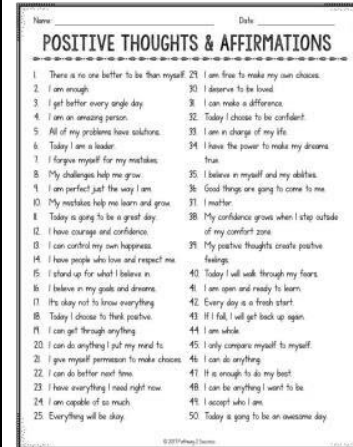 Name
Date
POSITIVE THOUGHTS & AFFIRMATIONS
1. There is no one better to be than myself.
2. I am enough.
3. I get better every single day.
4. I am an amazing person.
5. All of my problems have solutions.
6. Today I am a leader.
7. I forgive myself for my mistakes.
8. My challenges help me grow.
9. I am perfect just the way I am.
10. My mistakes help me learn and grow.
11. Today is going to be a great day.
12. I have courage and confidence.
13. I can control my own happiness.
14. I have people who love and respect me.
15. I stand up for what I believe in.
16. I believe in my goals and dreams.
17. It's okay not to know everything.
18. Today I choose to think positive.
19. I can get through anything.
20. I can do anything I put my mind to.
21. I give myself permission to make choices.
22. I can do better next time.
23. I have everything I need right now.
24. I am capable of so much.
25. Everything will be okay.
29. I am free to make my own choices.
30. I deserve to be loved.
31. I can make a difference.
32. Today I choose to be confident.
33. I am in charge of my life.
34. I have the power to make my dreams
true.
35. I believe in myself and my abilities.
36. Good things are going to come to me.
37. I matter.
38. My confidence grows when I step outside
of my comfort zone.
39. My positive thoughts create positive
feelings.
40. Today I will walk through my fears.
41. I am open and ready to learn.
42. Every day is a fresh start.
43. If I fall, I will get back up again.
44. I am whole.
45. I only compare myself to myself.
46. I can do anything.
47. It is enough to do my best.
48. I can be anything I want to be.
49. I accept who I am.
50. Today is going to be an awesome day.
© 2017 Pathway 2 Success